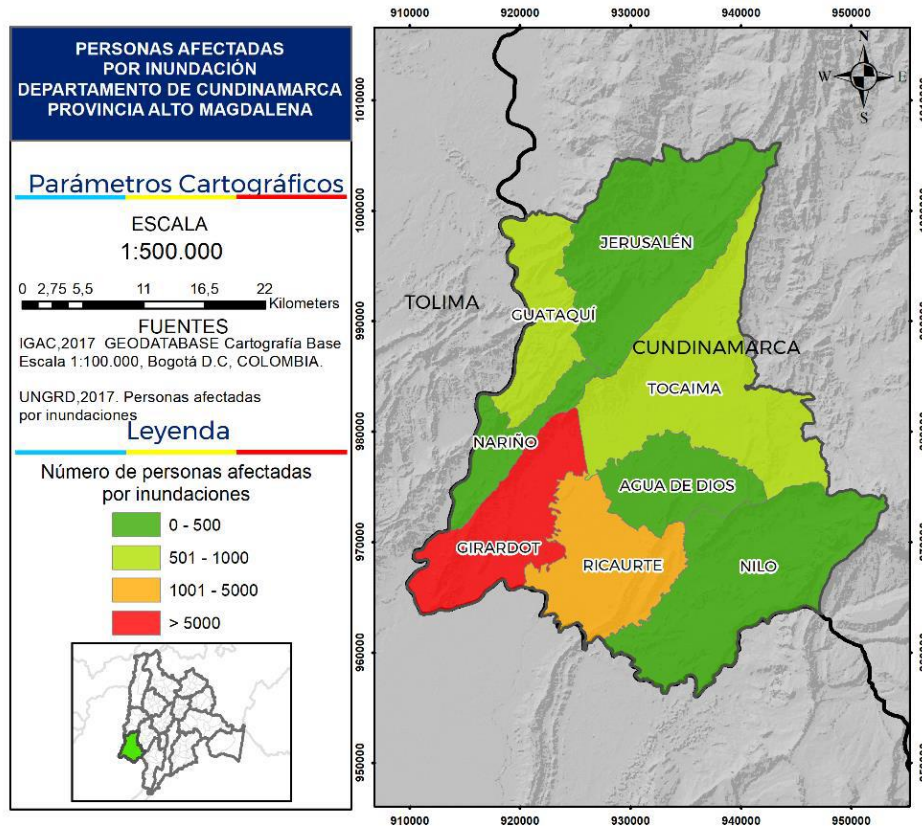 PERSONAS AFECTADAS
POR INUNDACIÓN
DEPARTAMENTO DE CUNDINAMARCA
PROVINCIA ALTO MAGDALENA
Parámetros Cartográficos
ESCALA
1:500.000
0 2,75 5,5 11 16,5 22
Kilometers
FUENTES
IGAC,2017 GEODATABASE Cartografía Base
Escala 1:100.000, Bogotá D.C, COLOMBIA.
UNGRD,2017. Personas afectadas
por inundaciones
Leyenda
Número de personas afectadas
por inundaciones
0 - 500
501 - 1000
1001 - 5000
> 5000
910000 920000 930000 940000 950000
N
W E
S
1010000
1000000
990000
980000
970000
960000
950000
JERUSALÉN
TOLIMA
GUATAQUÍ
CUNDINAMARCA
TOCAIMA
NARIÑO
AGUA DE DIOS
GIRARDOT
RICAURTE
NILO
910000 920000 930000 940000 950000